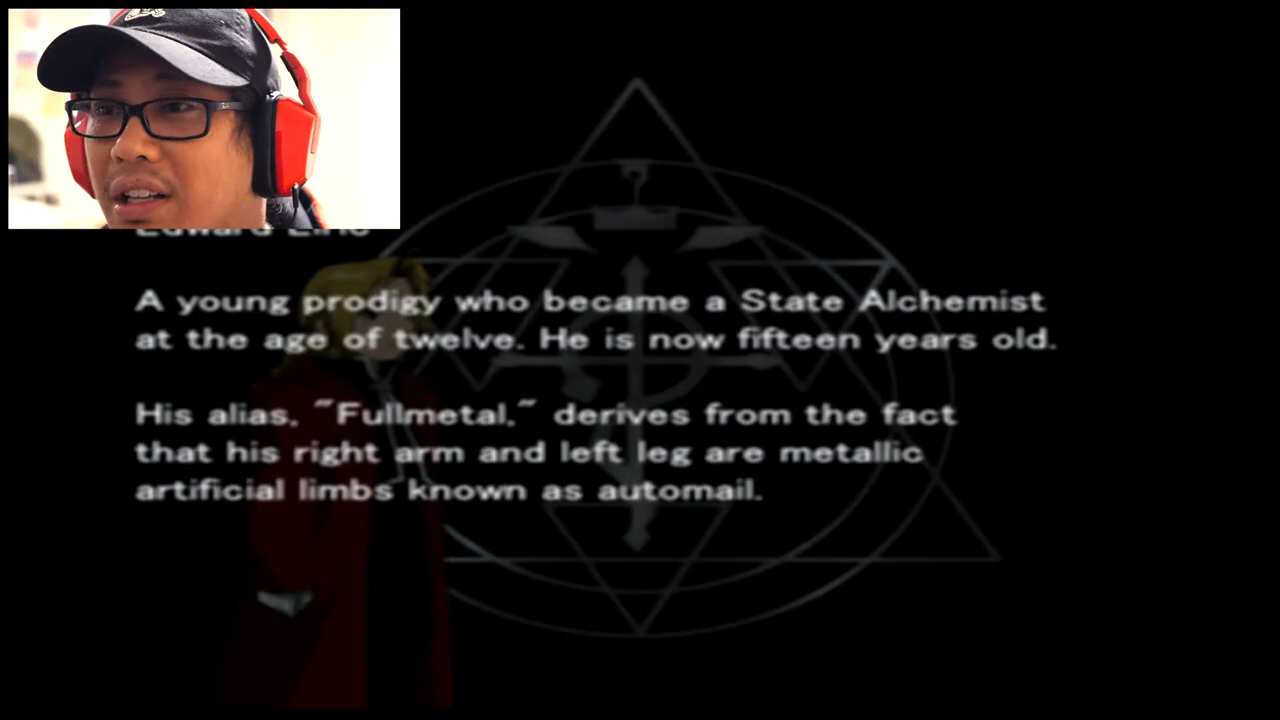 Edward Elric
A young prodigy who became a State Alchemist
at the age of twelve. He is now fifteen years old.
His alias, "Fullmetal," derives from the fact
that his right arm and left leg are metallic
artificial limbs known as automail.